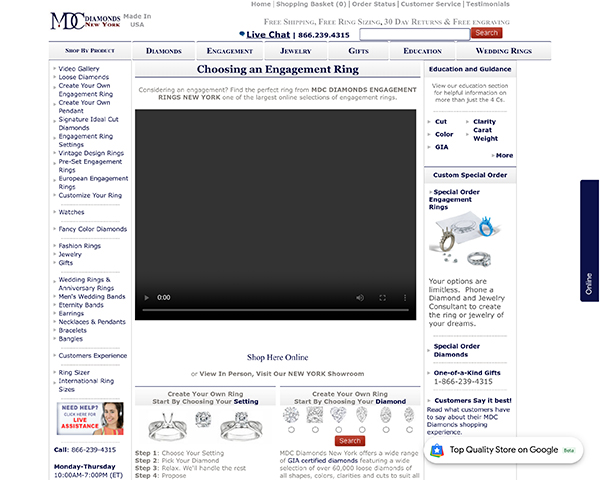 Home | Shopping Basket (0) | Order Status | Customer Service | Testimonials
MDC DIAMONDS NEW YORK
Made In USA
FREE SHIPPING, FREE RING SIZING, 30 DAY RETURNS & FREE ENGRAVING
Live Chat | 866.239.4315
Search
SHOP BY PRODUCT
DIAMONDS
ENGAGEMENT
JEWELRY
GIFTS
EDUCATION
WEDDING RINGS
Video Gallery
Loose Diamonds
Create Your Own
Engagement Ring
Create Your Own
Pendant
Signature Ideal Cut
Diamonds
Engagement Ring
Settings
Vintage Design Rings
Pre-Set Engagement
Rings
European Engagement
Rings
Customize Your Ring
Watches
Fancy Color Diamonds
Fashion Rings
Jewelry
Gifts
Wedding Rings &
Anniversary Rings
Men's Wedding Bands
Eternity Bands
Earrings
Necklaces & Pendants
Bracelets
Bangles
Customers Experience
Ring Sizer
International Ring
Sizes
NEED HELP?
CLICK HERE FOR
LIVE
ASSISTANCE
Call: 866-239-4315
Monday-Thursday
10:00AM-7:00PM (ET)
Choosing an Engagement Ring
Considering an engagement? Find the perfect ring from MDC DIAMONDS ENGAGEMENT
RINGS NEW YORK one of the largest online selections of engagement rings.
0:00
Shop Here Online
or View In Person, Visit Our NEW YORK Showroom
Create Your Own Ring
Start By Choosing Your Setting
Step 1: Choose Your Setting
Step 2: Pick Your Diamond
Step 3: Relax. We'll handle the rest
Step 4: Propose
Create Your Own Ring
Start By Choosing Your Diamond
Search
MDC Diamonds New York offers a wide
range of GIA certified diamonds featuring a wide
selection of over 60,000 loose diamonds of
all shapes, colors, clarities and cuts to suit all
Education and Guidance
View our education section
for helpful information on
more than just the 4 Cs.
Cut
Color
GIA
Clarity
Carat
Weight
More
Custom Special Order
Special Order
Engagement
Rings
Your options are
limitless. Phone a
Diamond and Jewelry
Consultant to create
the ring or jewelry of
your dreams.
Special Order
Diamonds
One-of-a-Kind Gifts
1-866-239-4315
Customers Say it best!
Read what customers have
to say about their MDC
Diamonds shopping
experience.
Online
Top Quality Store on Google
Beta